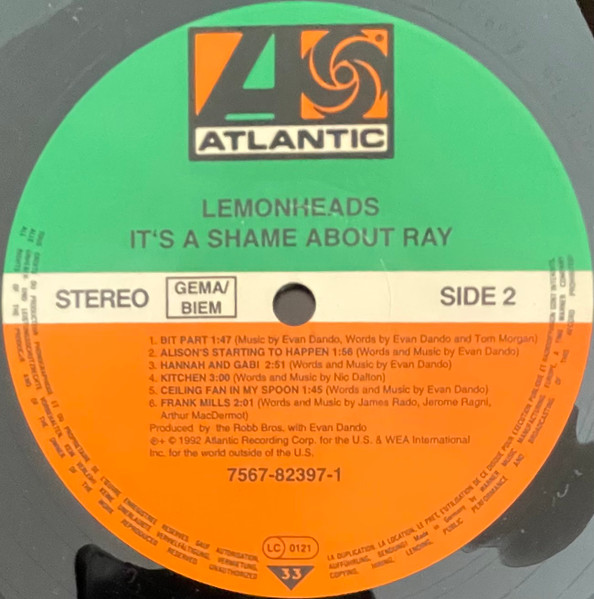 ATLANTIC
LEMONHEADS
IT'S A SHAME ABOUT RAY
STEREO
GEMA/
BIEM
SIDE 2
1. BIT PART 1:47 (Music by Evan Dando, Words by Evan Dando and Tom Morgan)
2. ALISON'S STARTING TO HAPPEN 1:56 (Words and Music by Evan Dando)
3. HANNAH AND GABI 2:51 (Words and Music by Evan Dando)
4. KITCHEN 3:00 (Words and Music by Nic Dalton)
5. CEILING FAN IN MY SPOON 1:45 (Words and Music by Evan Dando)
6. FRANK MILLS 2:01 (Words and Music by James Rado, Jerome Ragni,
Arthur MacDermot)
Produced by the Robb Bros. with Evan Dando
℗+ © 1992 Atlantic Recording Corp. for the U.S. & WEA International
Inc. for the world outside of the U.S.
7567-82397-1
LC 0121
33